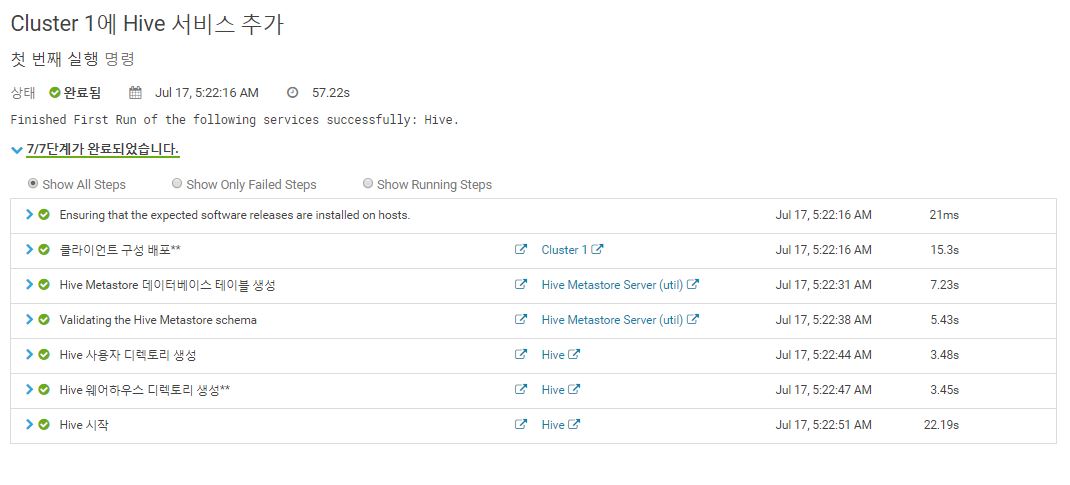 Cluster 1에 Hive 서비스 추가
첫 번째 실행 명령
상태 완료됨 Jul 17, 5:22:16 AM 57.22s
Finished First Run of the following services successfully: Hive.
7/7단계가 완료되었습니다.
Show All Steps Show Only Failed Steps Show Running Steps
Ensuring that the expected software releases are installed on hosts. Jul 17, 5:22:16 AM 21ms
클라이언트 구성 배포** Cluster 1 Jul 17, 5:22:16 AM 15.3s
Hive Metastore 데이터베이스 테이블 생성 Hive Metastore Server (util) Jul 17, 5:22:31 AM 7.23s
Validating the Hive Metastore schema Hive Metastore Server (util) Jul 17, 5:22:38 AM 5.43s
Hive 사용자 디렉토리 생성 Hive Jul 17, 5:22:44 AM 3.48s
Hive 웨어하우스 디렉토리 생성** Hive Jul 17, 5:22:47 AM 3.45s
Hive 시작 Hive Jul 17, 5:22:51 AM 22.19s